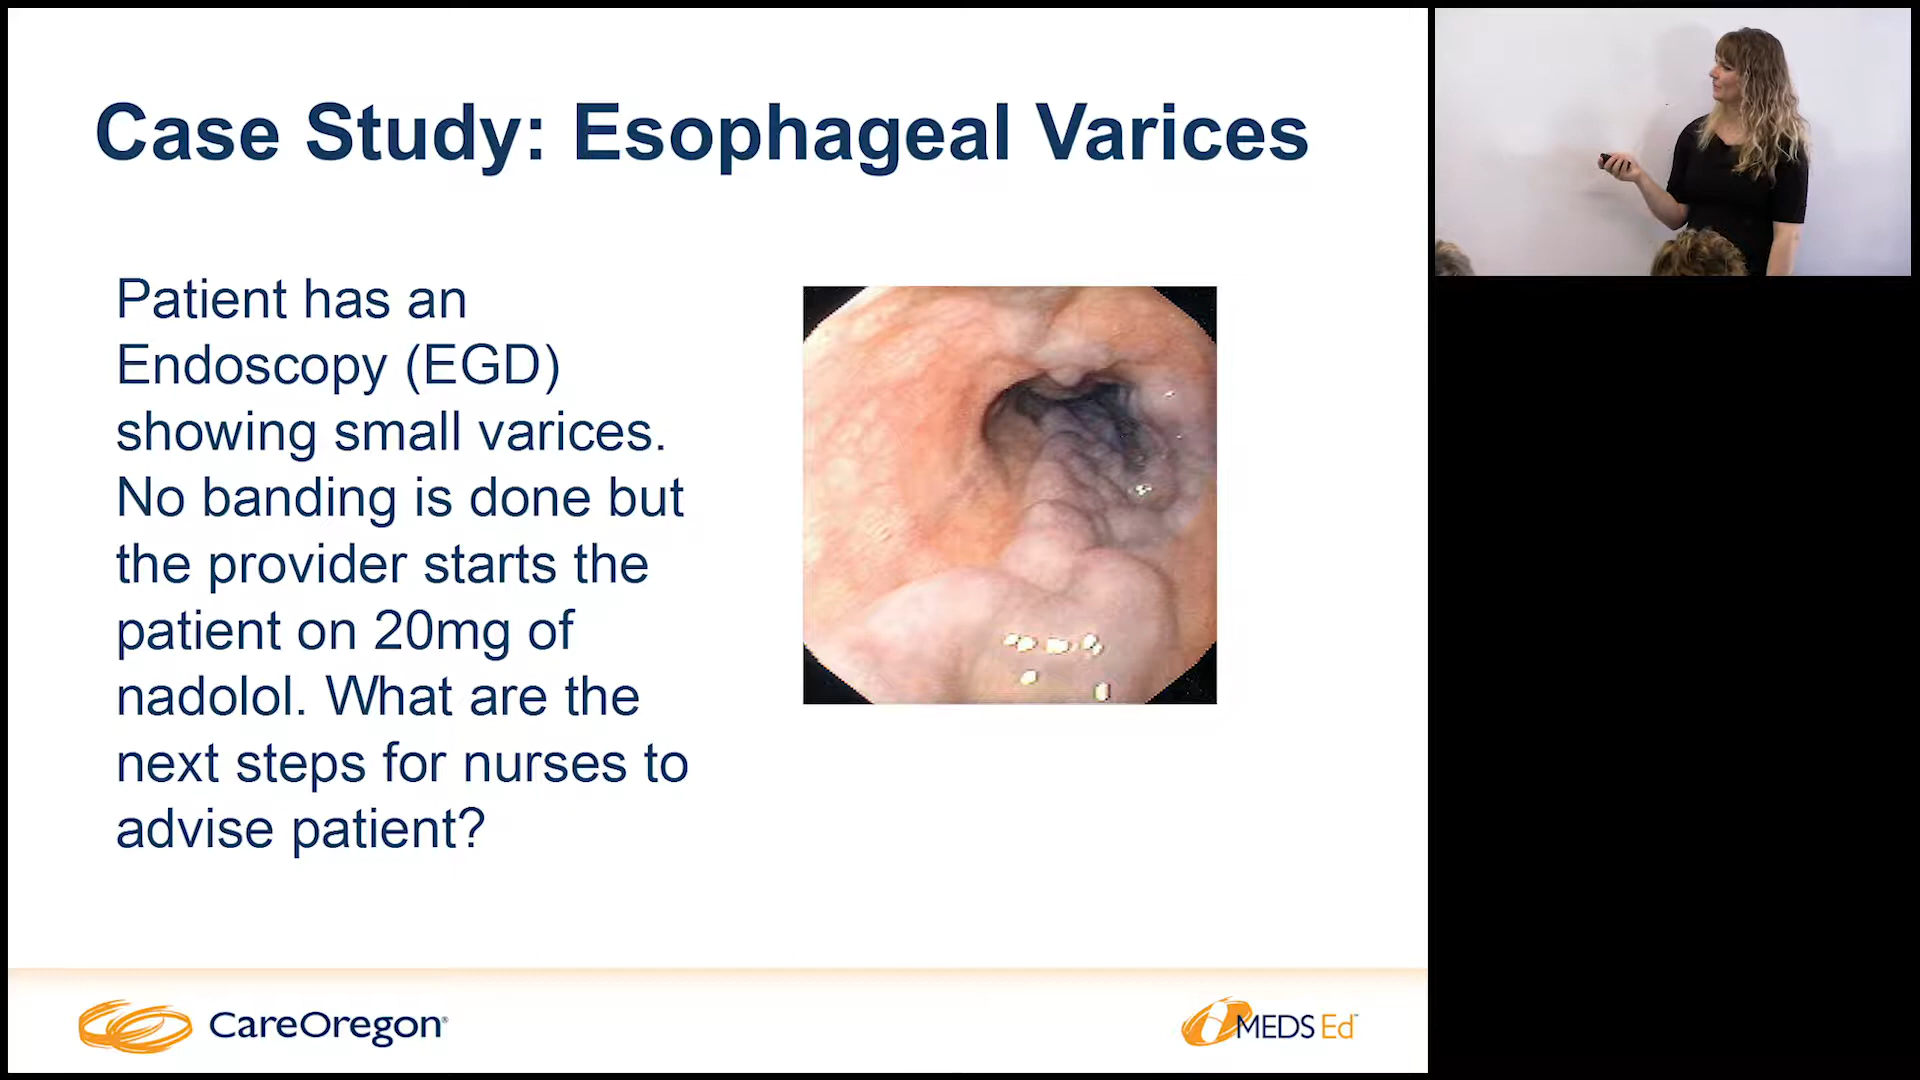 Case Study: Esophageal Varices
Patient has an
Endoscopy (EGD)
showing small varices.
No banding is done but
the provider starts the
patient on 20mg of
nadolol. What are the
next steps for nurses to
advise patient?
CareOregon®
MEDS Ed™